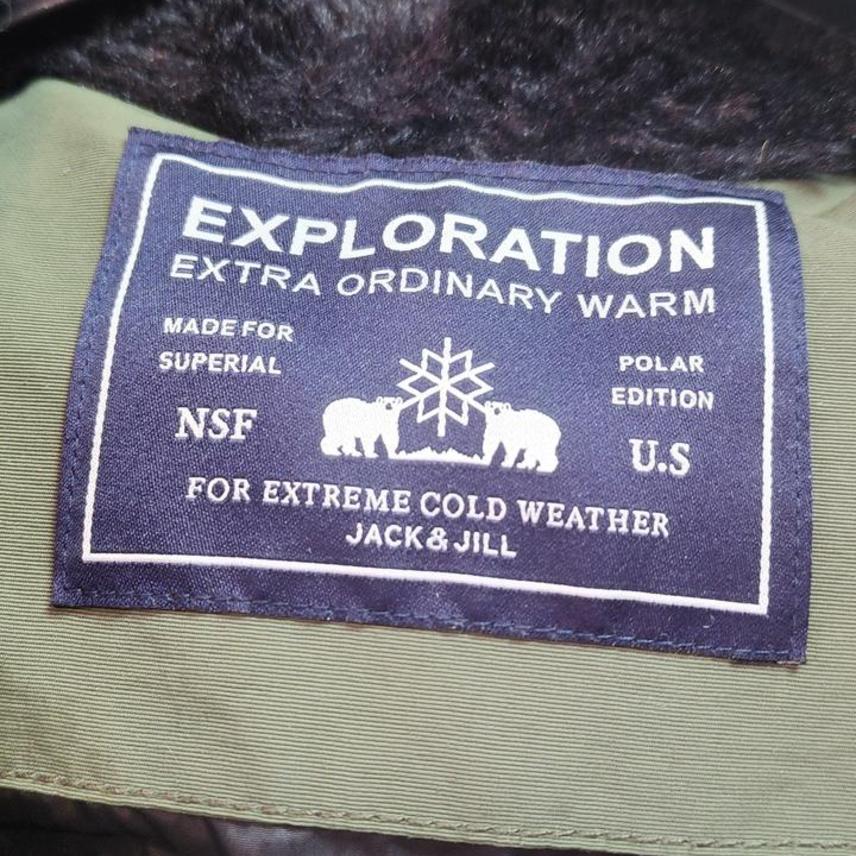 EXPLORATION
EXTRA ORDINARY WARM
MADE FOR
SUPERIAL
NSF
POLAR
EDITION
U.S
FOR EXTREME COLD WEATHER
JACK & JILL